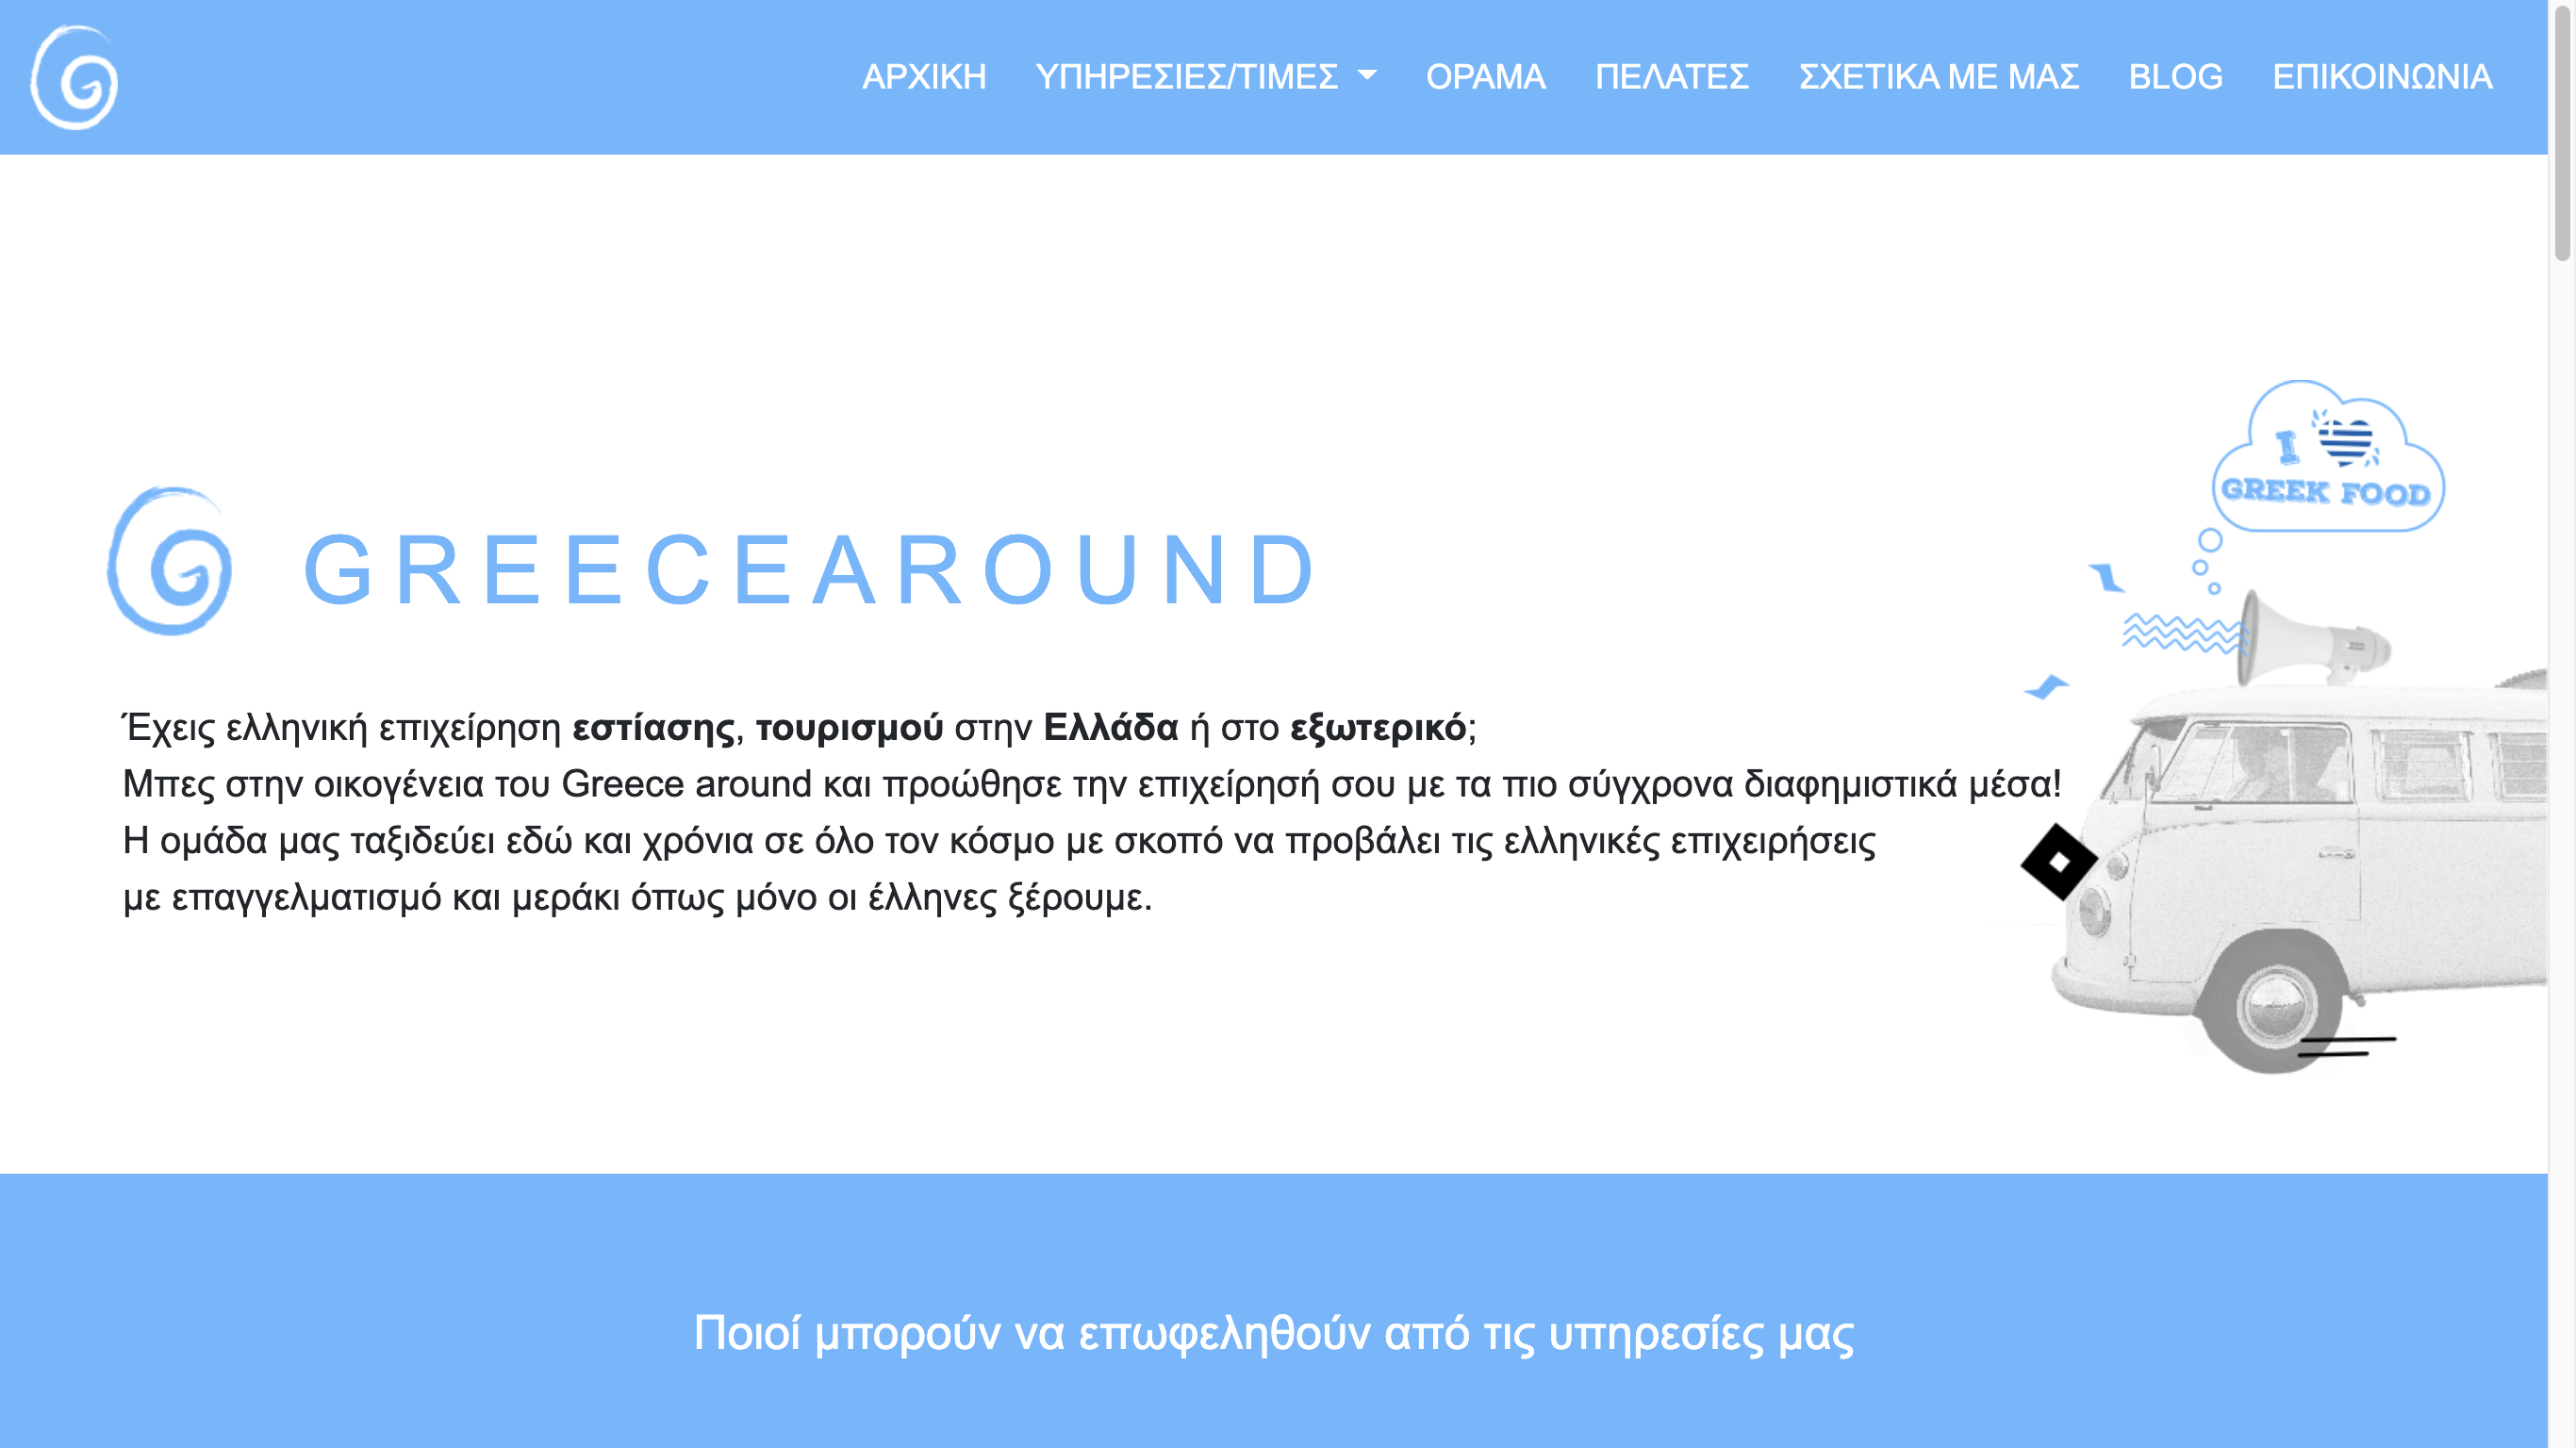 ΑΡΧΙΚΗ ΥΠΗΡΕΣΙΕΣ/ΤΙΜΕΣ ΟΡΑΜΑ ΠΕΛΑΤΕΣ ΣΧΕΤΙΚΑ ΜΕ ΜΑΣ BLOG ΕΠΙΚΟΙΝΩΝΙΑ
I
GREEK FOOD
GREECEAROUND
Έχεις ελληνική επιχείρηση εστίασης, τουρισμού στην Ελλάδα ή στο εξωτερικό;
Μπες στην οικογένεια του Greece around και προώθησε την επιχείρησή σου με τα πιο σύγχρονα διαφημιστικά μέσα!
Η ομάδα μας ταξιδεύει εδώ και χρόνια σε όλο τον κόσμο με σκοπό να προβάλει τις ελληνικές επιχειρήσεις
με επαγγελματισμό και μεράκι όπως μόνο οι έλληνες ξέρουμε.
Ποιοί μπορούν να επωφεληθούν από τις υπηρεσίες μας